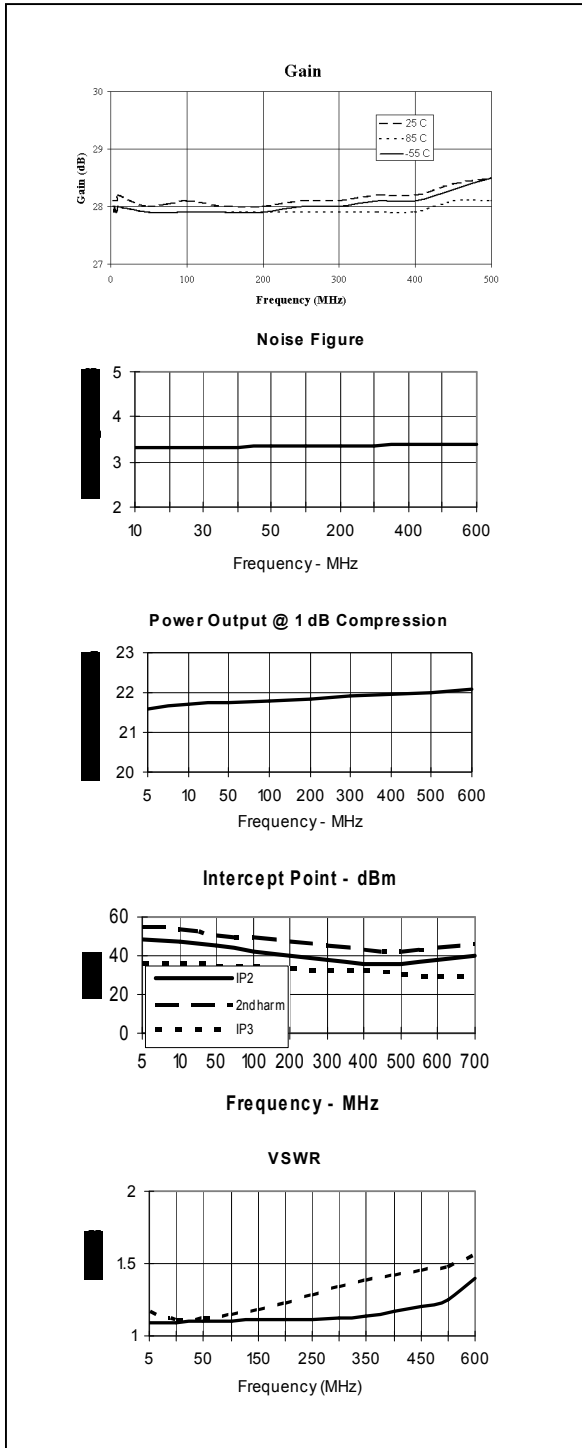 Gain
30
29
28
27
Gain (dB)
25 C
85 C
-55 C
0 100 200 300 400 500
Frequency (MHz)
Noise Figure
5
4
3
2
10 30 50 200 400 600
Frequency - MHz
Power Output @ 1 dB Compression
23
22
21
20
5 10 50 100 200 300 400 500 600
Frequency - MHz
Intercept Point - dBm
60
40
20
0
IP2
2nd harm
IP3
5 10 50 100 200 300 400 500 600 700
Frequency - MHz
VSWR
2
1.5
1
5 50 150 250 350 450 600
Frequency (MHz)